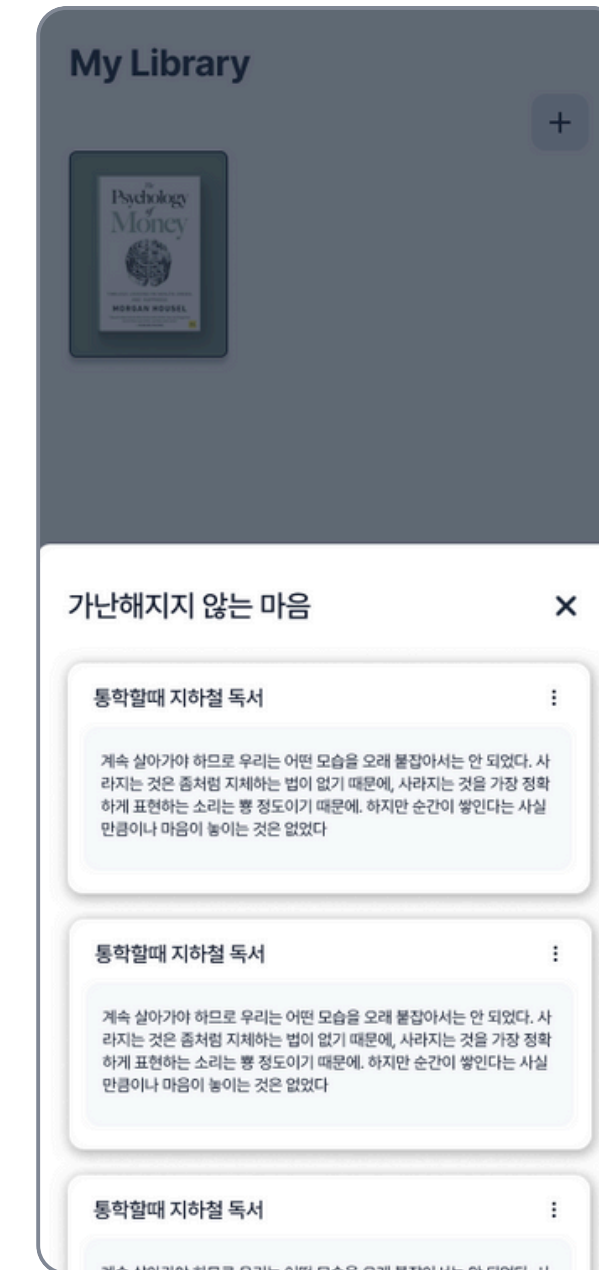 My Library
+
The
Psychology
of
Money
MORGAN HOUSEL
가난해지지 않는 마음
통학할때 지하철 독서
계속 살아가야 하므로 우리는 어떤 모습을 오래 붙잡아서는 안 되었다. 사
라지는 것은 좀처럼 지체하는 법이 없기 때문에, 사라지는 것을 가장 정확
하게 표현하는 소리는 뿅 정도이기 때문에. 하지만 순간이 쌓인다는 사실
만큼이나 마음이 놓이는 것은 없었다
통학할때 지하철 독서
계속 살아가야 하므로 우리는 어떤 모습을 오래 붙잡아서는 안 되었다. 사
라지는 것은 좀처럼 지체하는 법이 없기 때문에, 사라지는 것을 가장 정확
하게 표현하는 소리는 뿅 정도이기 때문에. 하지만 순간이 쌓인다는 사실
만큼이나 마음이 놓이는 것은 없었다
통학할때 지하철 독서